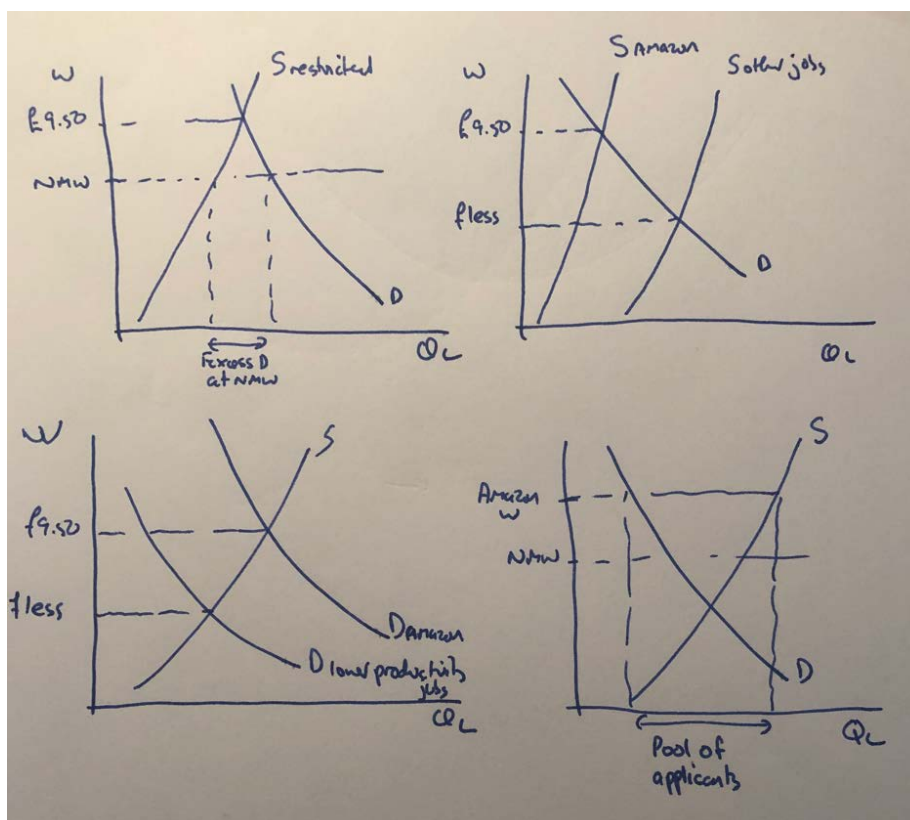 W
S restricted
£9.50
NMW
D
QL
Excess D
at NMW
W
S Amazon
S other jobs
£9.50
£less
D
QL
W
S
£9.50
£less
D Amazon
D lower productivity
jobs
QL
S
Amazon
W
NMW
D
QL
Pool of
applicants